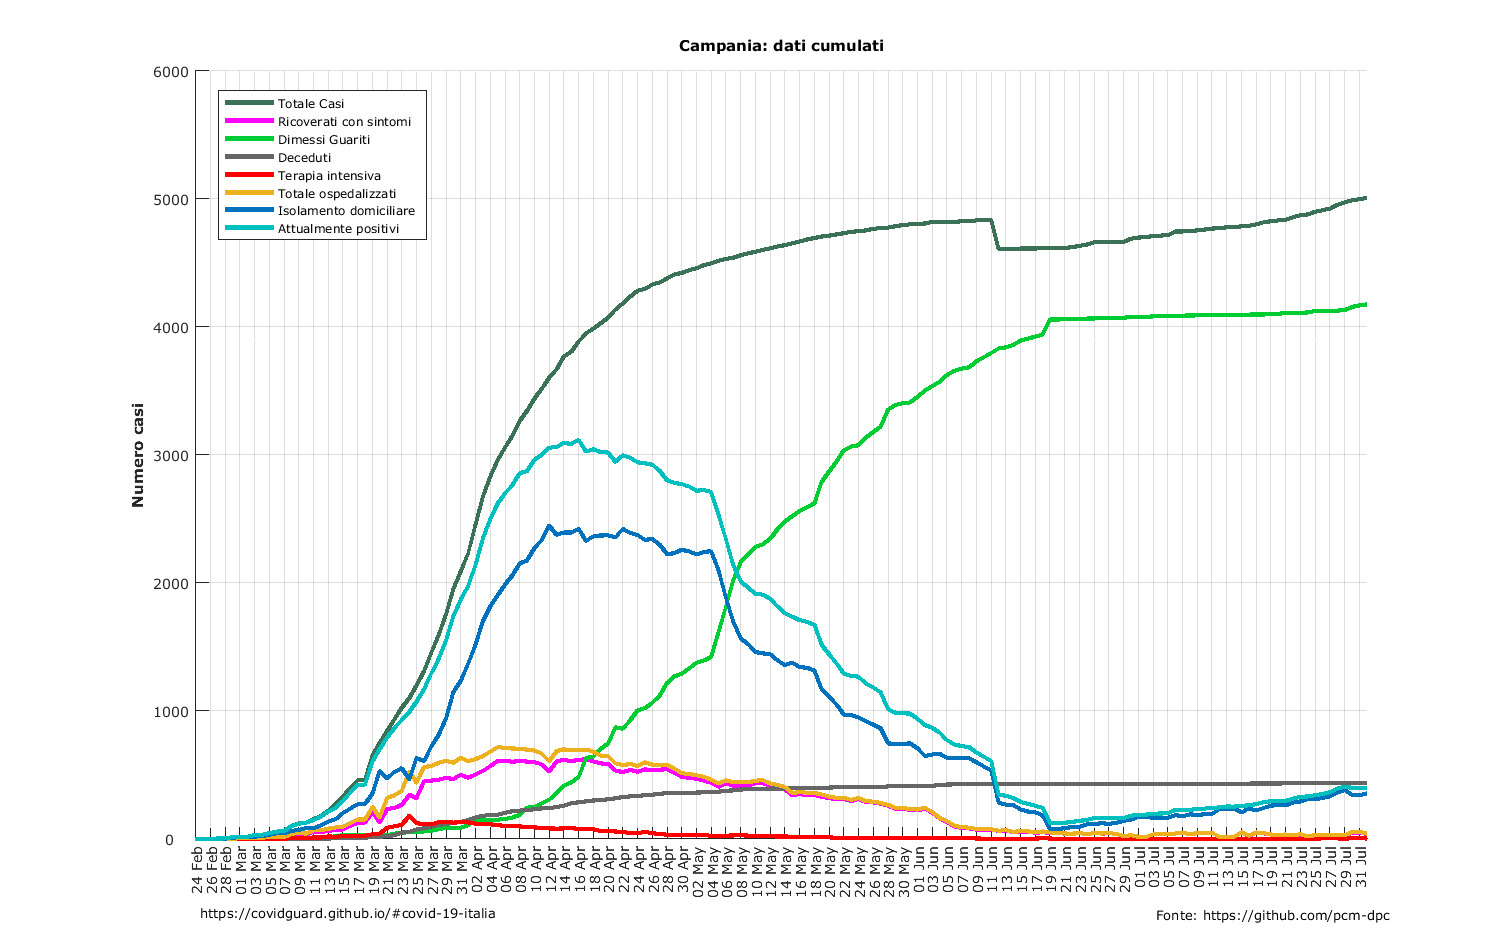 Campania: dati cumulati
6000
5000
4000
3000
2000
1000
0
Numero casi
Totale Casi
Ricoverati con sintomi
Dimessi Guariti
Deceduti
Terapia intensiva
Totale ospedalizzati
Isolamento domiciliare
Attualmente positivi
24 Feb
26 Feb
28 Feb
01 Mar
03 Mar
05 Mar
07 Mar
09 Mar
11 Mar
13 Mar
15 Mar
17 Mar
19 Mar
21 Mar
23 Mar
25 Mar
27 Mar
29 Mar
31 Mar
02 Apr
04 Apr
06 Apr
08 Apr
10 Apr
12 Apr
14 Apr
16 Apr
18 Apr
20 Apr
22 Apr
24 Apr
26 Apr
28 Apr
30 Apr
02 May
04 May
06 May
08 May
10 May
12 May
14 May
16 May
18 May
20 May
22 May
24 May
26 May
28 May
30 May
01 Jun
03 Jun
05 Jun
07 Jun
09 Jun
11 Jun
13 Jun
15 Jun
17 Jun
19 Jun
21 Jun
23 Jun
25 Jun
27 Jun
29 Jun
01 Jul
03 Jul
05 Jul
07 Jul
09 Jul
11 Jul
13 Jul
15 Jul
17 Jul
19 Jul
21 Jul
23 Jul
25 Jul
27 Jul
29 Jul
31 Jul
https://covidguard.github.io/#covid-19-italia
Fonte: https://github.com/pcm-dpc